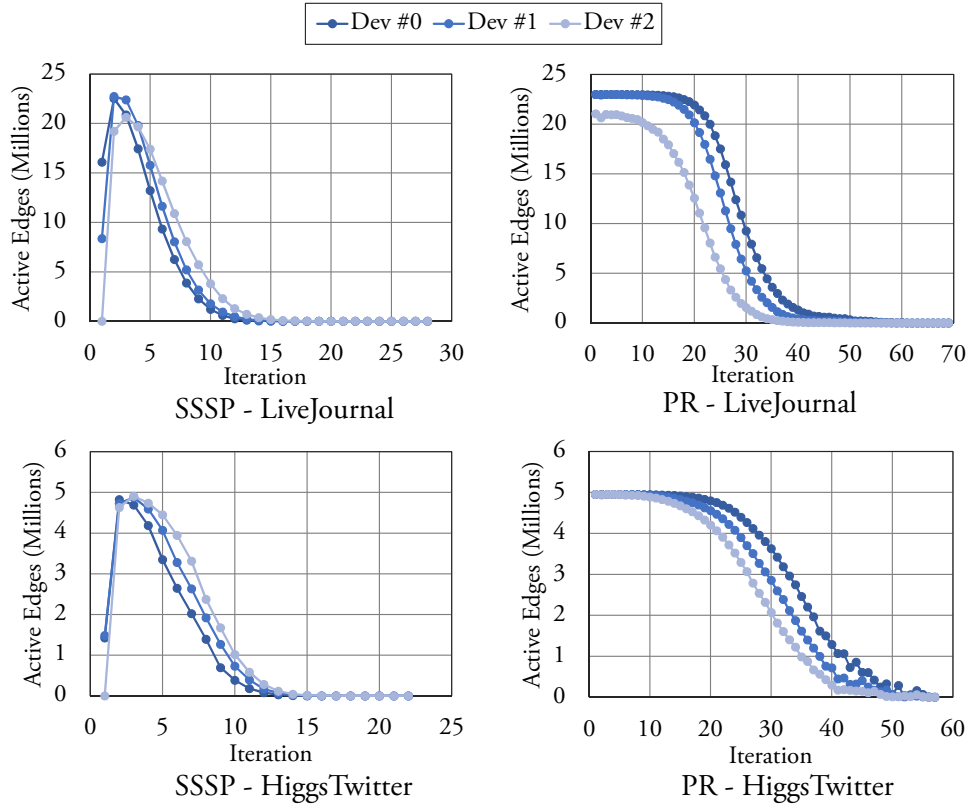 Dev #0 Dev #1 Dev #2
Active Edges (Millions)
25
20
15
10
5
0
0 5 10 15 20 25 30
Iteration
SSSP - LiveJournal
Active Edges (Millions)
25
20
15
10
5
0
0 10 20 30 40 50 60 70
Iteration
PR - LiveJournal
Active Edges (Millions)
6
5
4
3
2
1
0
0 5 10 15 20 25
Iteration
SSSP - HiggsTwitter
Active Edges (Millions)
6
5
4
3
2
1
0
0 10 20 30 40 50 60
Iteration
PR - HiggsTwitter